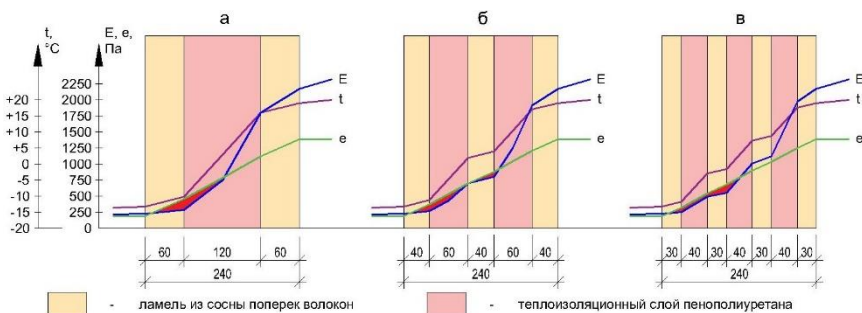 а б в
t, °C E, e, Па
2250
+20 2000
+15 1750
+10 1500
+5 1250
0 1000
-5 750
-10 500
-15 250
-20 0
E
t
e
E
t
e
E
t
e
60 120 60
240
40 60 40 60 40
240
30 40 30 40 30 40 30
240
- ламель из сосны поперек волокон
- теплоизоляционный слой пенополиуретана